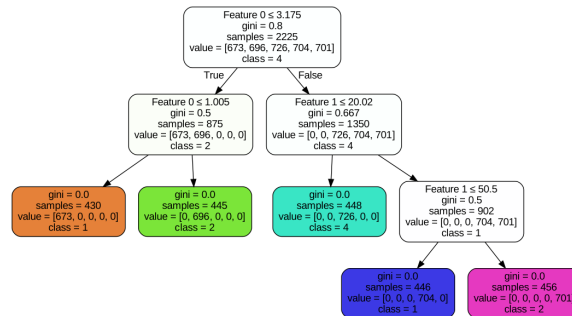 Feature 0 ≤ 3.175
gini = 0.8
samples = 2225
value = [673, 696, 726, 704, 701]
class = 4
True
False
Feature 0 ≤ 1.005
gini = 0.5
samples = 875
value = [673, 696, 0, 0, 0]
class = 2
Feature 1 ≤ 20.02
gini = 0.667
samples = 1350
value = [0, 0, 726, 704, 701]
class = 4
gini = 0.0
samples = 430
value = [673, 0, 0, 0, 0]
class = 1
gini = 0.0
samples = 445
value = [0, 696, 0, 0, 0]
class = 2
gini = 0.0
samples = 448
value = [0, 0, 726, 0, 0]
class = 4
Feature 1 ≤ 50.5
gini = 0.5
samples = 902
value = [0, 0, 0, 704, 701]
class = 1
gini = 0.0
samples = 446
value = [0, 0, 0, 704, 0]
class = 1
gini = 0.0
samples = 456
value = [0, 0, 0, 0, 701]
class = 2